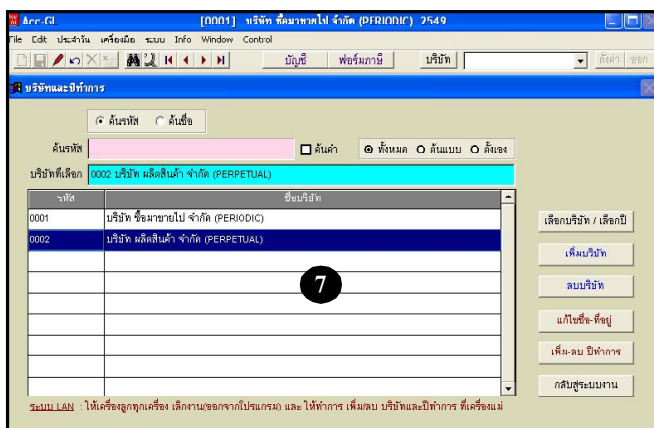 Acc-GL [0001] บริษัท ซื้อมาขายไป จำกัด (PERIODIC) 2549
File Edit ประจำวัน เครื่องมือ ระบบ Info Window Control
บัญชี ฟอร์มภาษี บริษัท ตั้งค่า ออก
บริษัทและปีทำการ
ค้นรหัส ค้นชื่อ
ค้นรหัส ค้นคำ ทั้งหมด ค้นแบบ ตั้งเอง
บริษัทที่เลือก 0002 บริษัท ผลิตสินค้า จำกัด (PERPETUAL)
รหัส ชื่อบริษัท
0001 บริษัท ซื้อมาขายไป จำกัด (PERIODIC)
0002 บริษัท ผลิตสินค้า จำกัด (PERPETUAL)
เลือกบริษัท / เลือกปี
เพิ่มบริษัท
7
ลบบริษัท
แก้ไขชื่อ-ที่อยู่
เพิ่ม-ลบ ปีทำการ
กลับสู่ระบบงาน
ระบบ LAN : ให้เครื่องลูกทุกเครื่อง เลิกงาน(ออกจากโปรแกรม) และ ให้ทำการ เพิ่ม/ลบ บริษัทและปีทำการ ที่เครื่องแม่